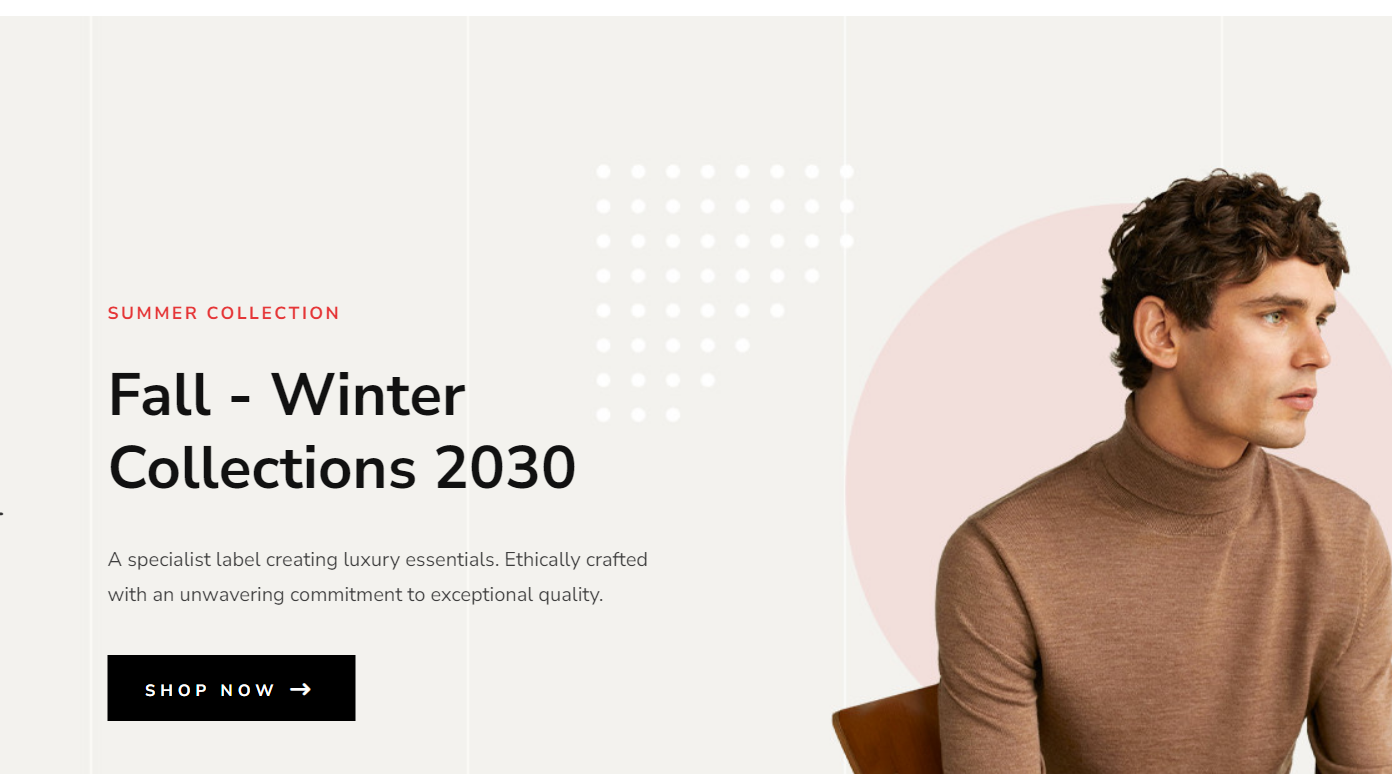 SUMMER COLLECTION
Fall - Winter
Collections 2030
A specialist label creating luxury essentials. Ethically crafted
with an unwavering commitment to exceptional quality.
SHOP NOW →